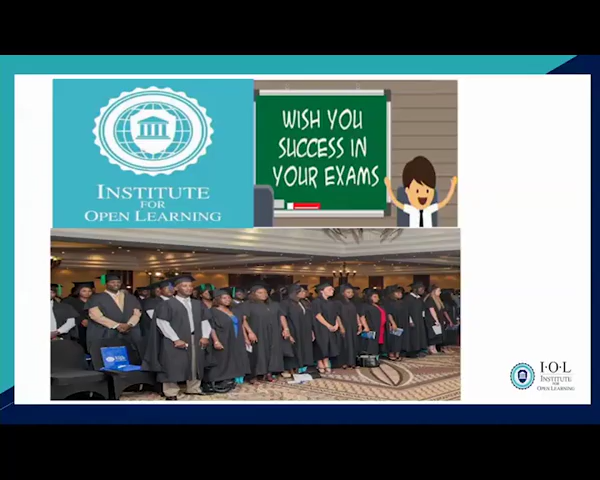 INSTITUTE
FOR
OPEN LEARNING
WISH YOU
SUCCESS IN
YOUR EXAMS
I·O·L
INSTITUTE
FOR
OPEN LEARNING